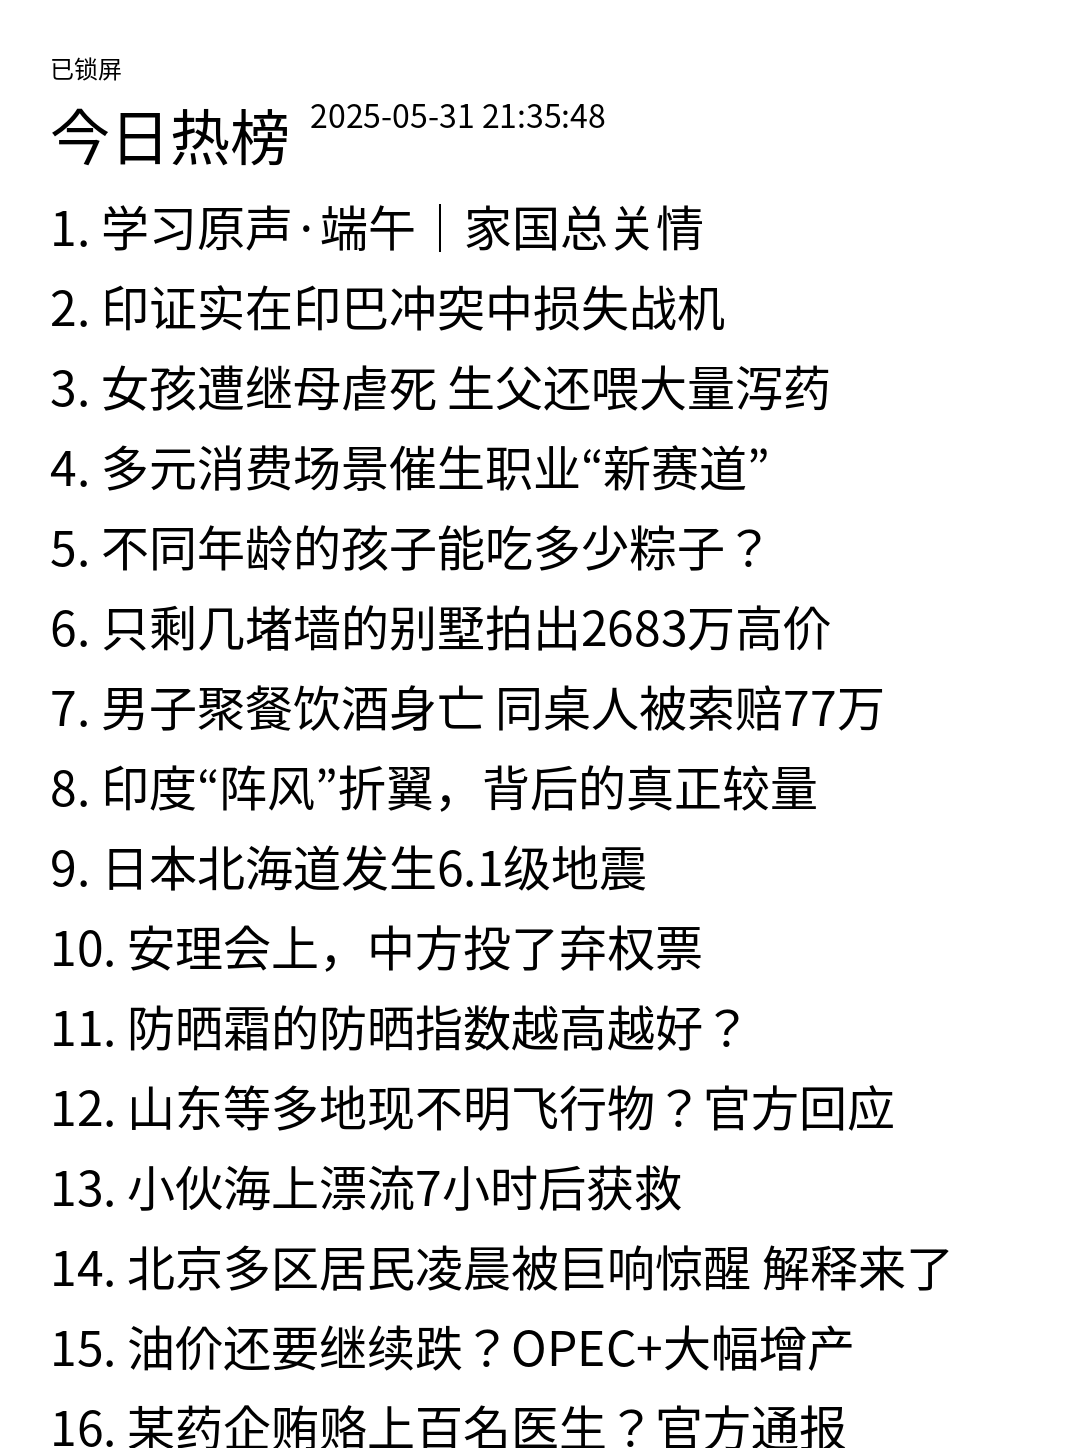 已锁屏
今日热榜 2025-05-31 21:35:48
1. 学习原声·端午｜家国总关情
2. 印证实在印巴冲突中损失战机
3. 女孩遭继母虐死 生父还喂大量泻药
4. 多元消费场景催生职业“新赛道”
5. 不同年龄的孩子能吃多少粽子？
6. 只剩几堵墙的别墅拍出2683万高价
7. 男子聚餐饮酒身亡 同桌人被索赔77万
8. 印度“阵风”折翼，背后的真正较量
9. 日本北海道发生6.1级地震
10. 安理会上，中方投了弃权票
11. 防晒霜的防晒指数越高越好？
12. 山东等多地现不明飞行物？官方回应
13. 小伙海上漂流7小时后获救
14. 北京多区居民凌晨被巨响惊醒 解释来了
15. 油价还要继续跌？OPEC+大幅增产
16. 某药企贿赂上百名医生？官方通报